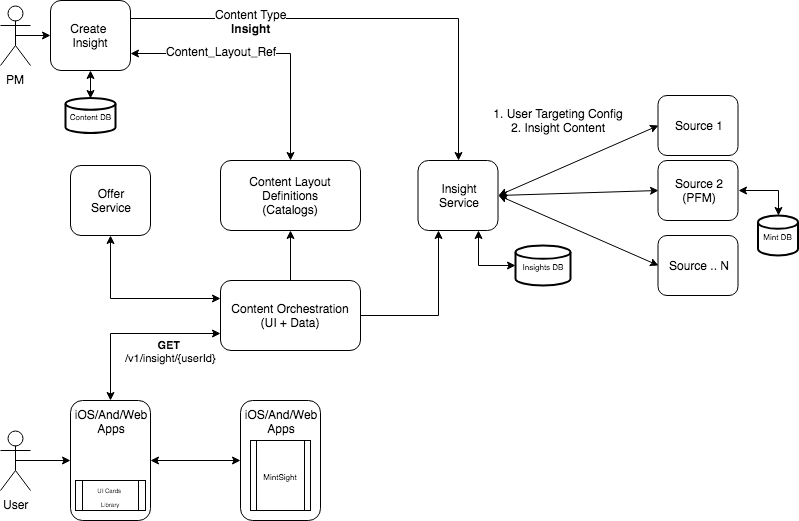 Create
Insight
PM
Content Type
Insight
Content_Layout_Ref
Content DB
1. User Targeting Config
2. Insight Content
Source 1
Offer
Service
Content Layout
Definitions
(Catalogs)
Insight
Service
Source 2
(PFM)
Mint DB
Insights DB
Source .. N
Content Orchestration
(UI + Data)
GET
/v1/insight/{userId}
iOS/And/Web
Apps
UI Cards
Library
iOS/And/Web
Apps
MintSight
User